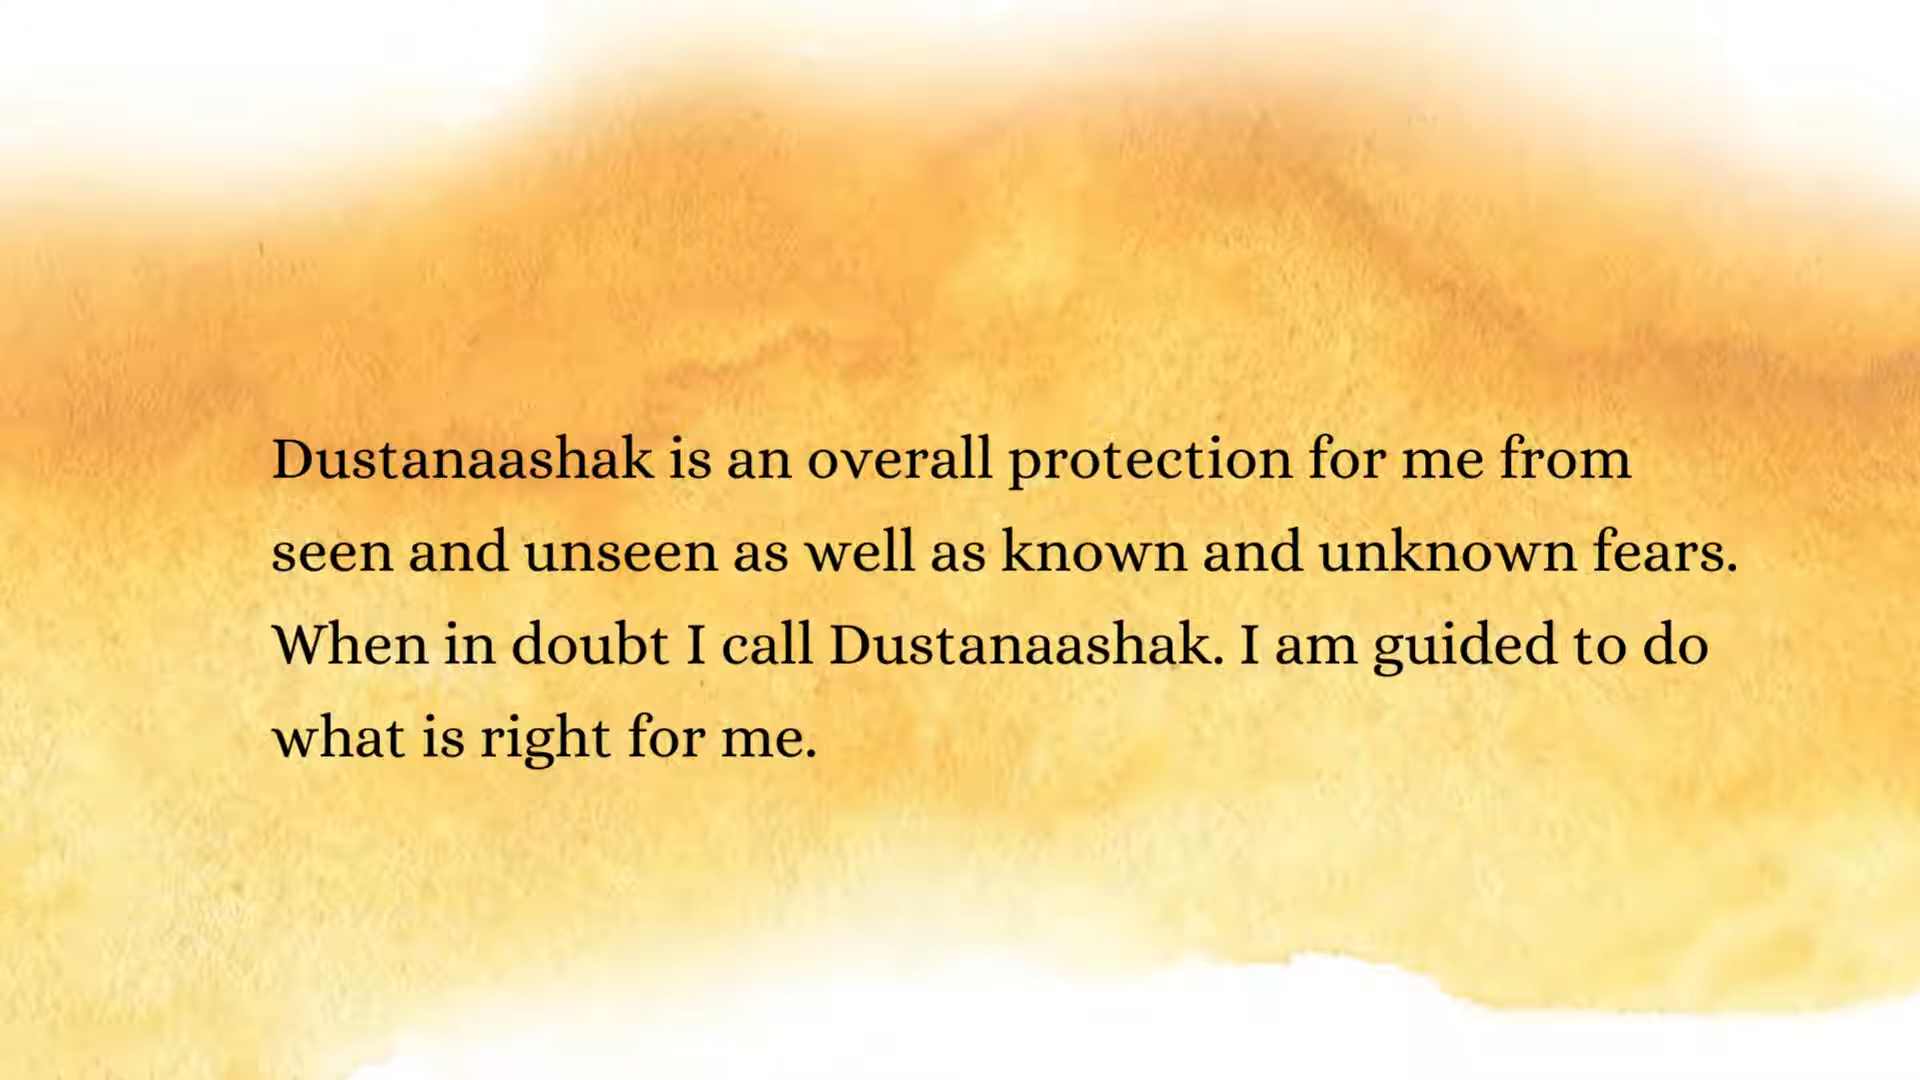 Dustanaashak is an overall protection for me from
seen and unseen as well as known and unknown fears.
When in doubt I call Dustanaashak. I am guided to do
what is right for me.